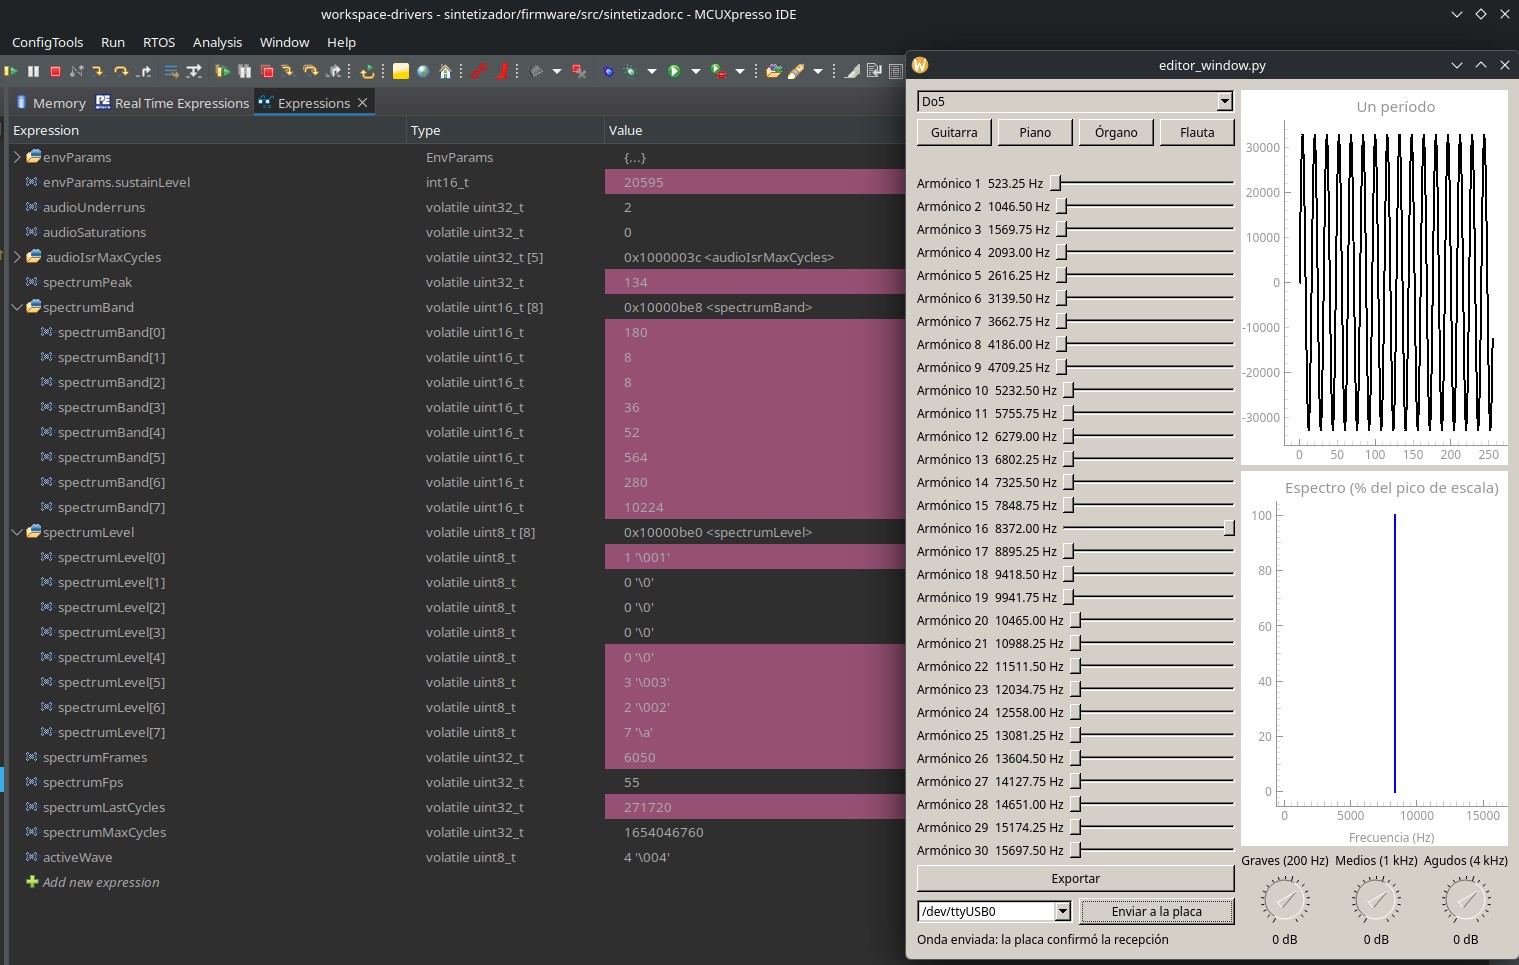 workspace-drivers - sintetizador/firmware/src/sintetizador.c - MCUXpresso IDE
ConfigTools Run RTOS Analysis Window Help
Memory Real Time Expressions Expressions
Expression Type Value
envParams EnvParams {...}
envParams.sustainLevel int16_t 20595
audioUnderruns volatile uint32_t 2
audioSaturations volatile uint32_t 0
audioIsrMaxCycles volatile uint32_t [5] 0x1000003c <audioIsrMaxCycles>
spectrumPeak volatile uint32_t 134
spectrumBand volatile uint16_t [8] 0x10000be8 <spectrumBand>
spectrumBand[0] volatile uint16_t 180
spectrumBand[1] volatile uint16_t 8
spectrumBand[2] volatile uint16_t 8
spectrumBand[3] volatile uint16_t 36
spectrumBand[4] volatile uint16_t 52
spectrumBand[5] volatile uint16_t 564
spectrumBand[6] volatile uint16_t 280
spectrumBand[7] volatile uint16_t 10224
spectrumLevel volatile uint8_t [8] 0x10000be0 <spectrumLevel>
spectrumLevel[0] volatile uint8_t 1 '\001'
spectrumLevel[1] volatile uint8_t 0 '\0'
spectrumLevel[2] volatile uint8_t 0 '\0'
spectrumLevel[3] volatile uint8_t 0 '\0'
spectrumLevel[4] volatile uint8_t 0 '\0'
spectrumLevel[5] volatile uint8_t 3 '\003'
spectrumLevel[6] volatile uint8_t 2 '\002'
spectrumLevel[7] volatile uint8_t 7 '\a'
spectrumFrames volatile uint32_t 6050
spectrumFps volatile uint32_t 55
spectrumLastCycles volatile uint32_t 271720
spectrumMaxCycles volatile uint32_t 1654046760
activeWave volatile uint8_t 4 '\004'
Add new expression
editor_window.py
Do5
Guitarra Piano Órgano Flauta
Armónico 1 523.25 Hz
Armónico 2 1046.50 Hz
Armónico 3 1569.75 Hz
Armónico 4 2093.00 Hz
Armónico 5 2616.25 Hz
Armónico 6 3139.50 Hz
Armónico 7 3662.75 Hz
Armónico 8 4186.00 Hz
Armónico 9 4709.25 Hz
Armónico 10 5232.50 Hz
Armónico 11 5755.75 Hz
Armónico 12 6279.00 Hz
Armónico 13 6802.25 Hz
Armónico 14 7325.50 Hz
Armónico 15 7848.75 Hz
Armónico 16 8372.00 Hz
Armónico 17 8895.25 Hz
Armónico 18 9418.50 Hz
Armónico 19 9941.75 Hz
Armónico 20 10465.00 Hz
Armónico 21 10988.25 Hz
Armónico 22 11511.50 Hz
Armónico 23 12034.75 Hz
Armónico 24 12558.00 Hz
Armónico 25 13081.25 Hz
Armónico 26 13604.50 Hz
Armónico 27 14127.75 Hz
Armónico 28 14651.00 Hz
Armónico 29 15174.25 Hz
Armónico 30 15697.50 Hz
Exportar
/dev/ttyUSB0 Enviar a la placa
Onda enviada: la placa confirmó la recepción
Un período
30000
20000
10000
0
-10000
-20000
-30000
0 50 100 150 200 250
Espectro (% del pico de escala)
100
80
60
40
20
0
0 5000 10000 15000
Frecuencia (Hz)
Graves (200 Hz) Medios (1 kHz) Agudos (4 kHz)
0 dB 0 dB 0 dB